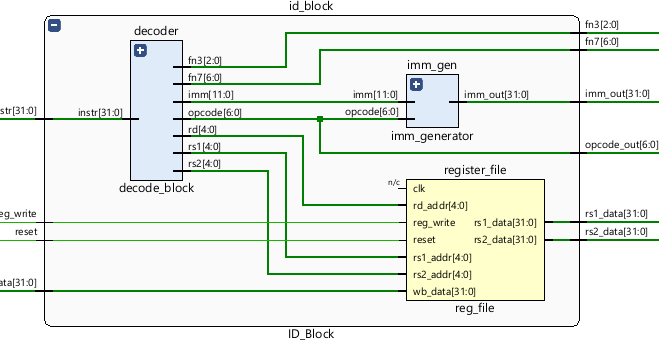 id_block
decoder
fn3[2:0]
fn7[6:0]
imm[11:0]
opcode[6:0]
rd[4:0]
rs1[4:0]
rs2[4:0]
instr[31:0]
decode_block
str[31:0]
eg_write
reset
ata[31:0]
imm_gen
imm[11:0]
opcode[6:0]
imm_out[31:0]
imm_generator
register_file
n/c
clk
rd_addr[4:0]
reg_write
rs1_data[31:0]
reset
rs2_data[31:0]
rs1_addr[4:0]
rs2_addr[4:0]
wb_data[31:0]
reg_file
fn3[2:0]
fn7[6:0]
imm_out[31:0]
opcode_out[6:0]
rs1_data[31:0]
rs2_data[31:0]
ID_Block